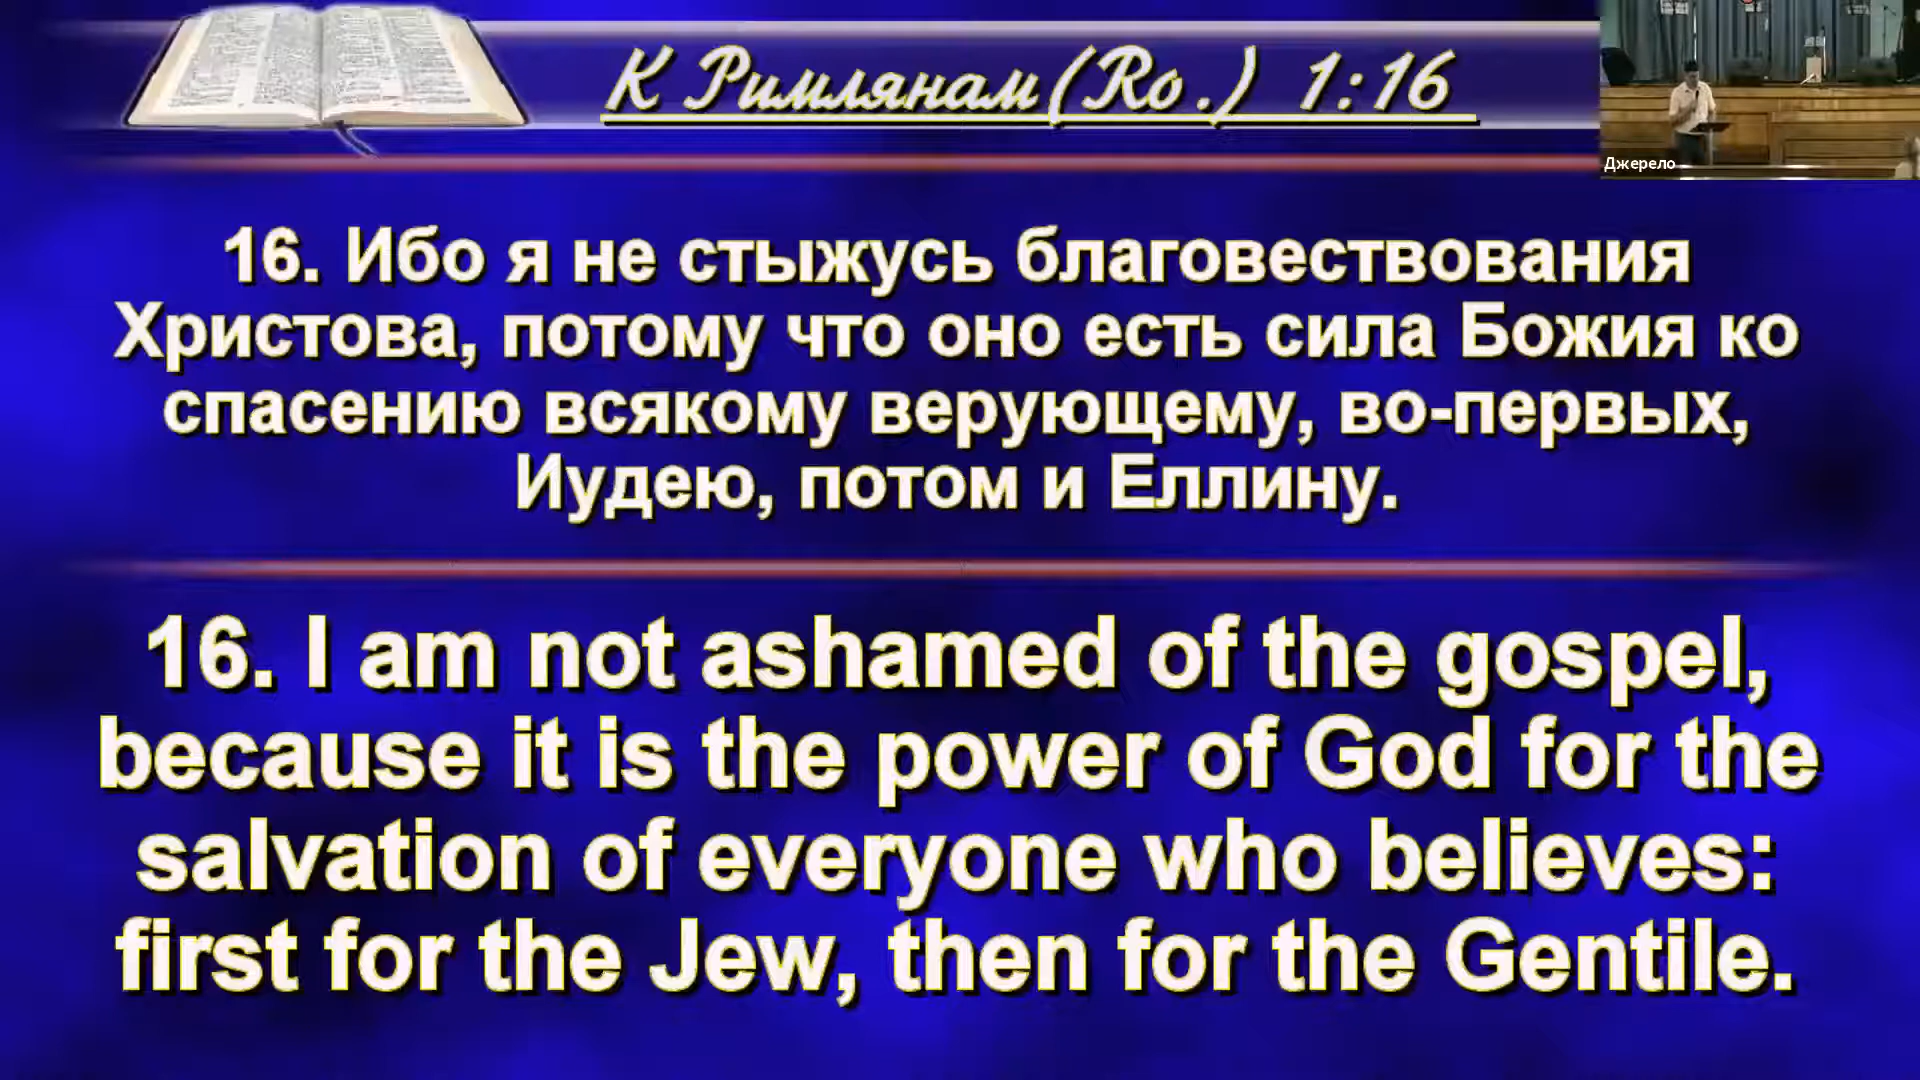 К Римлянам(Ro.) 1:16
Джерело
16. Ибо я не стыжусь благовествования
Христова, потому что оно есть сила Божия ко
спасению всякому верующему, во-первых,
Иудею, потом и Еллину.
16. I am not ashamed of the gospel,
because it is the power of God for the
salvation of everyone who believes:
first for the Jew, then for the Gentile.